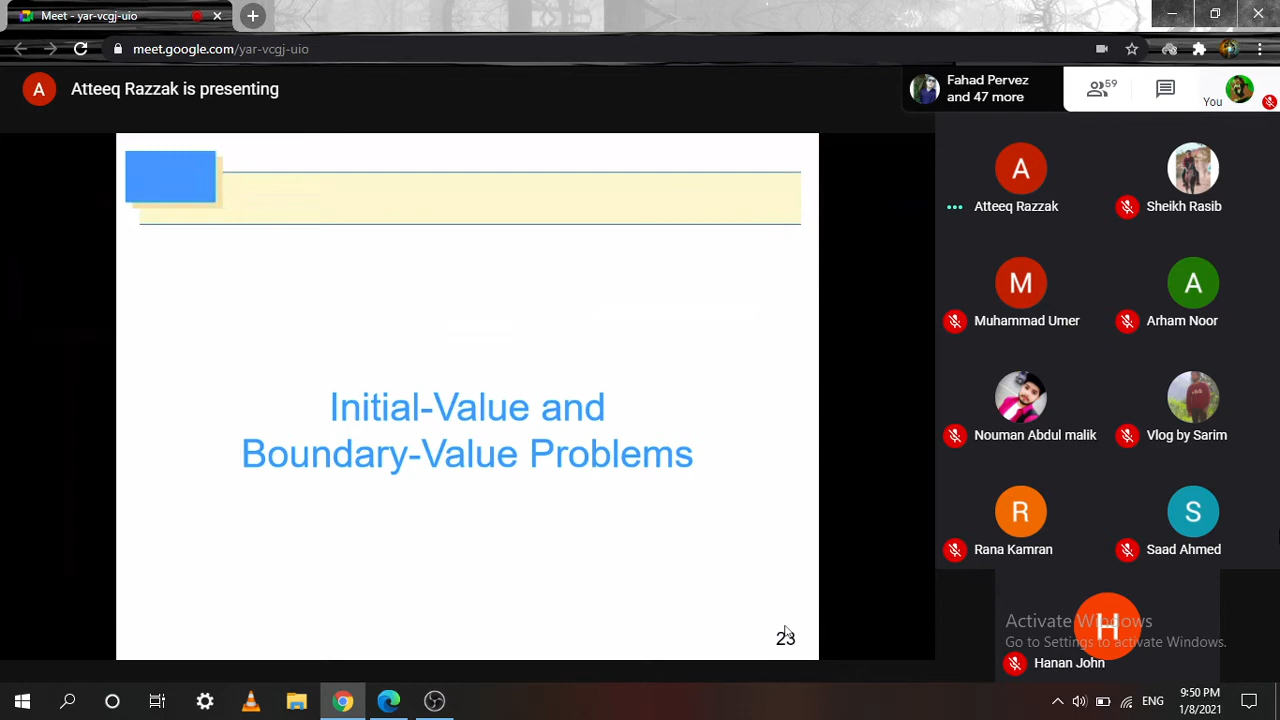 Meet - yar-vcgj-uio
meet.google.com/yar-vcgj-uio
A
Atteeq Razzak is presenting
Fahad Pervez
and 47 more
59
You
A
Atteeq Razzak
Sheikh Rasib
M
Muhammad Umer
A
Arham Noor
Nouman Abdul malik
Vlog by Sarim
R
Rana Kamran
S
Saad Ahmed
H
Hanan John
Initial-Value and
Boundary-Value Problems
23
Activate Windows
Go to Settings to activate Windows.
ENG
9:50 PM
1/8/2021